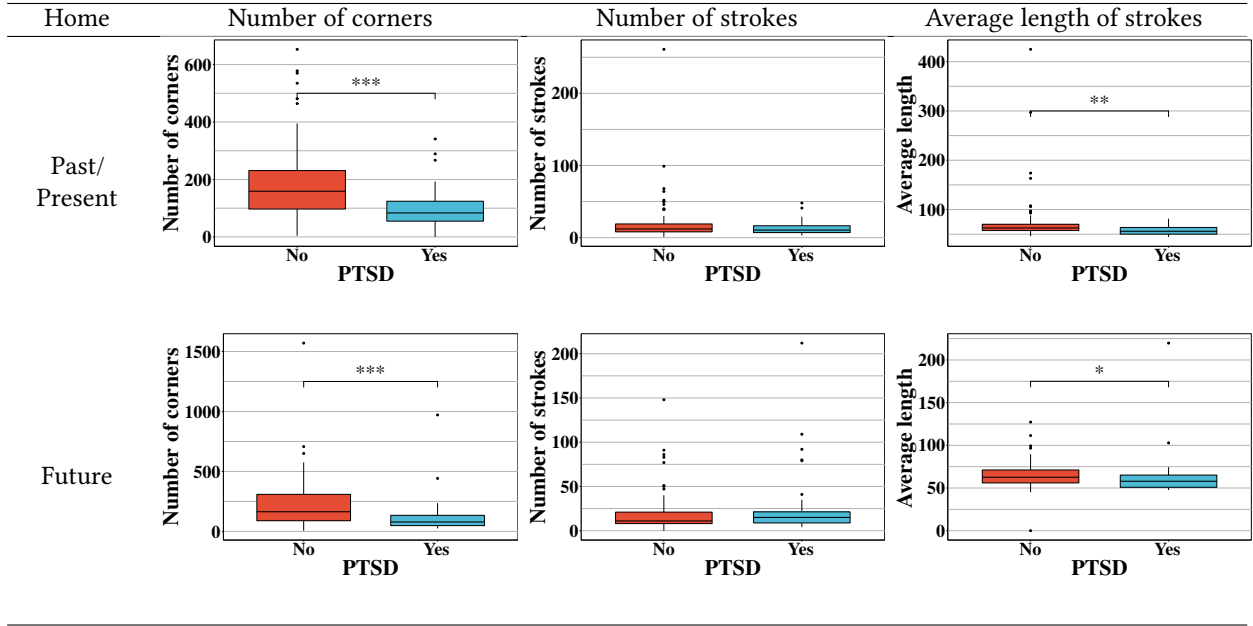 Home Number of corners Number of strokes Average length of strokes
Past/
Present
Number of corners
600
400
200
0
***
No Yes
PTSD
Number of strokes
200
100
0
No Yes
PTSD
Average length
400
300
200
100
**
No Yes
PTSD
Future
Number of corners
1500
1000
500
0
***
No Yes
PTSD
Number of strokes
200
150
100
50
0
No Yes
PTSD
Average length
200
150
100
50
0
*
No Yes
PTSD